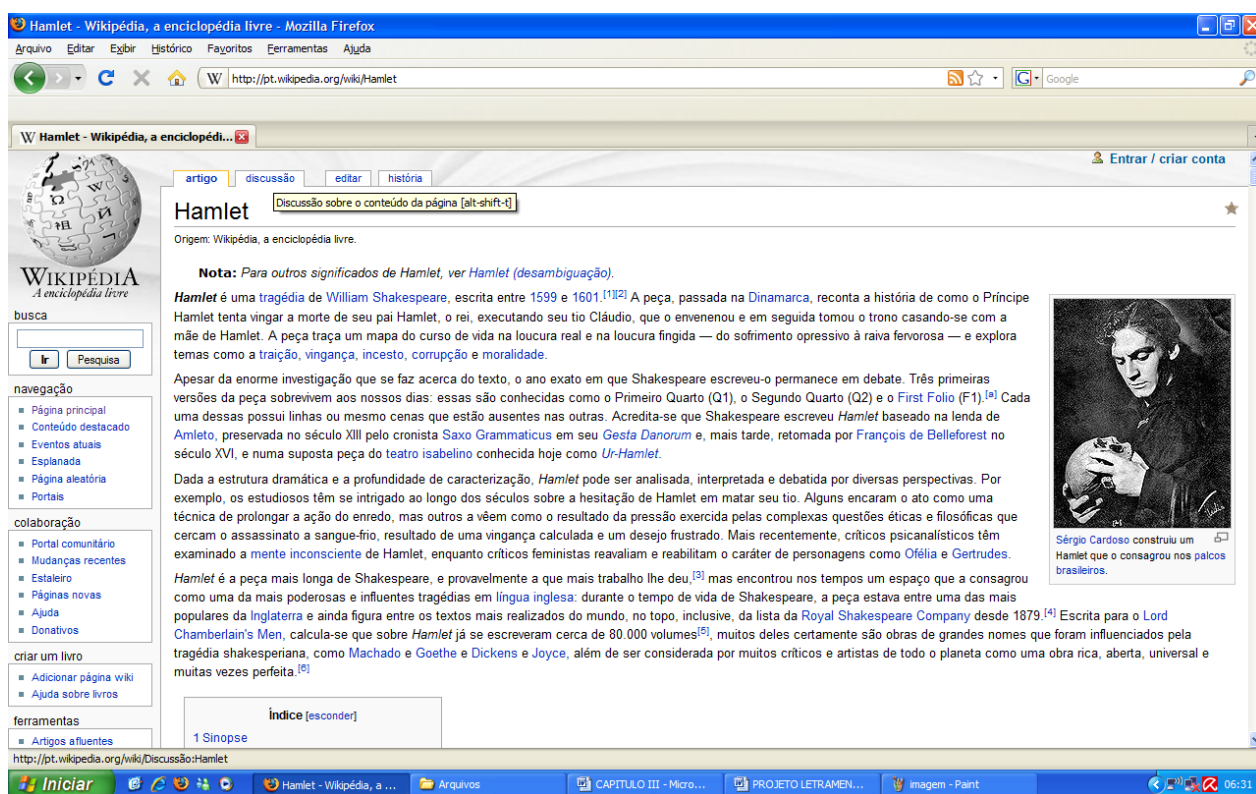 Hamlet - Wikipédia, a enciclopédia livre - Mozilla Firefox
Arquivo Editar Exibir Histórico Favoritos Ferramentas Ajuda
W http://pt.wikipedia.org/wiki/Hamlet G Google
W Hamlet - Wikipédia, a enciclopédi...
Entrar / criar conta
artigo discussão editar história
Discussão sobre o conteúdo da página [alt-shift-t]
Hamlet
Origem: Wikipédia, a enciclopédia livre.
Nota: Para outros significados de Hamlet, ver Hamlet (desambiguação).
Hamlet é uma tragédia de William Shakespeare, escrita entre 1599 e 1601.[1][2] A peça, passada na Dinamarca, reconta a história de como o Príncipe
Hamlet tenta vingar a morte de seu pai Hamlet, o rei, executando seu tio Cláudio, que o envenenou e em seguida tomou o trono casando-se com a
mãe de Hamlet. A peça traça um mapa do curso de vida na loucura real e na loucura fingida — do sofrimento opressivo à raiva fervorosa — e explora
temas como a traição, vingança, incesto, corrupção e moralidade.
Apesar da enorme investigação que se faz acerca do texto, o ano exato em que Shakespeare escreveu-o permanece em debate. Três primeiras
versões da peça sobrevivem aos nossos dias: essas são conhecidas como o Primeiro Quarto (Q1), o Segundo Quarto (Q2) e o First Folio (F1).[a] Cada
uma dessas possui linhas ou mesmo cenas que estão ausentes nas outras. Acredita-se que Shakespeare escreveu Hamlet baseado na lenda de
Amleto, preservada no século XIII pelo cronista Saxo Grammaticus em seu Gesta Danorum e, mais tarde, retomada por François de Belleforest no
século XVI, e numa suposta peça do teatro isabelino conhecida hoje como Ur-Hamlet.
Dada a estrutura dramática e a profundidade de caracterização, Hamlet pode ser analisada, interpretada e debatida por diversas perspectivas. Por
exemplo, os estudiosos têm se intrigado ao longo dos séculos sobre a hesitação de Hamlet em matar seu tio. Alguns encaram o ato como uma
técnica de prolongar a ação do enredo, mas outros a vêem como o resultado da pressão exercida pelas complexas questões éticas e filosóficas que
cercam o assassinato a sangue-frio, resultado de uma vingança calculada e um desejo frustrado. Mais recentemente, críticos psicanalísticos têm
examinado a mente inconsciente de Hamlet, enquanto críticos feministas reavaliam e reabilitam o caráter de personagens como Ofélia e Gertrudes.
Hamlet é a peça mais longa de Shakespeare, e provavelmente a que mais trabalho lhe deu,[3] mas encontrou nos tempos um espaço que a consagrou
como uma da mais poderosas e influentes tragédias em língua inglesa: durante o tempo de vida de Shakespeare, a peça estava entre uma das mais
populares da Inglaterra e ainda figura entre os textos mais realizados do mundo, no topo, inclusive, da lista da Royal Shakespeare Company desde 1879.[4] Escrita para o Lord
Chamberlain's Men, calcula-se que sobre Hamlet já se escreveram cerca de 80.000 volumes[5], muitos deles certamente são obras de grandes nomes que foram influenciados pela
tragédia shakesperiana, como Machado e Goethe e Dickens e Joyce, além de ser considerada por muitos críticos e artistas de todo o planeta como uma obra rica, aberta, universal e
muitas vezes perfeita.[6]
Índice [esconder]
1 Sinopse
Sérgio Cardoso construiu um
Hamlet que o consagrou nos palcos
brasileiros.
WIKIPÉDIA
A enciclopédia livre
busca
Ir Pesquisa
navegação
Página principal
Conteúdo destacado
Eventos atuais
Esplanada
Página aleatória
Portais
colaboração
Portal comunitário
Mudanças recentes
Estaleiro
Páginas novas
Ajuda
Donativos
criar um livro
Adicionar página wiki
Ajuda sobre livros
ferramentas
Artigos afluentes
http://pt.wikipedia.org/wiki/Discussão:Hamlet
Iniciar Hamlet - Wikipédia, a ... Arquivos CAPITULO III - Micro... PROJETO LETRAMEN... imagem - Paint 06:31